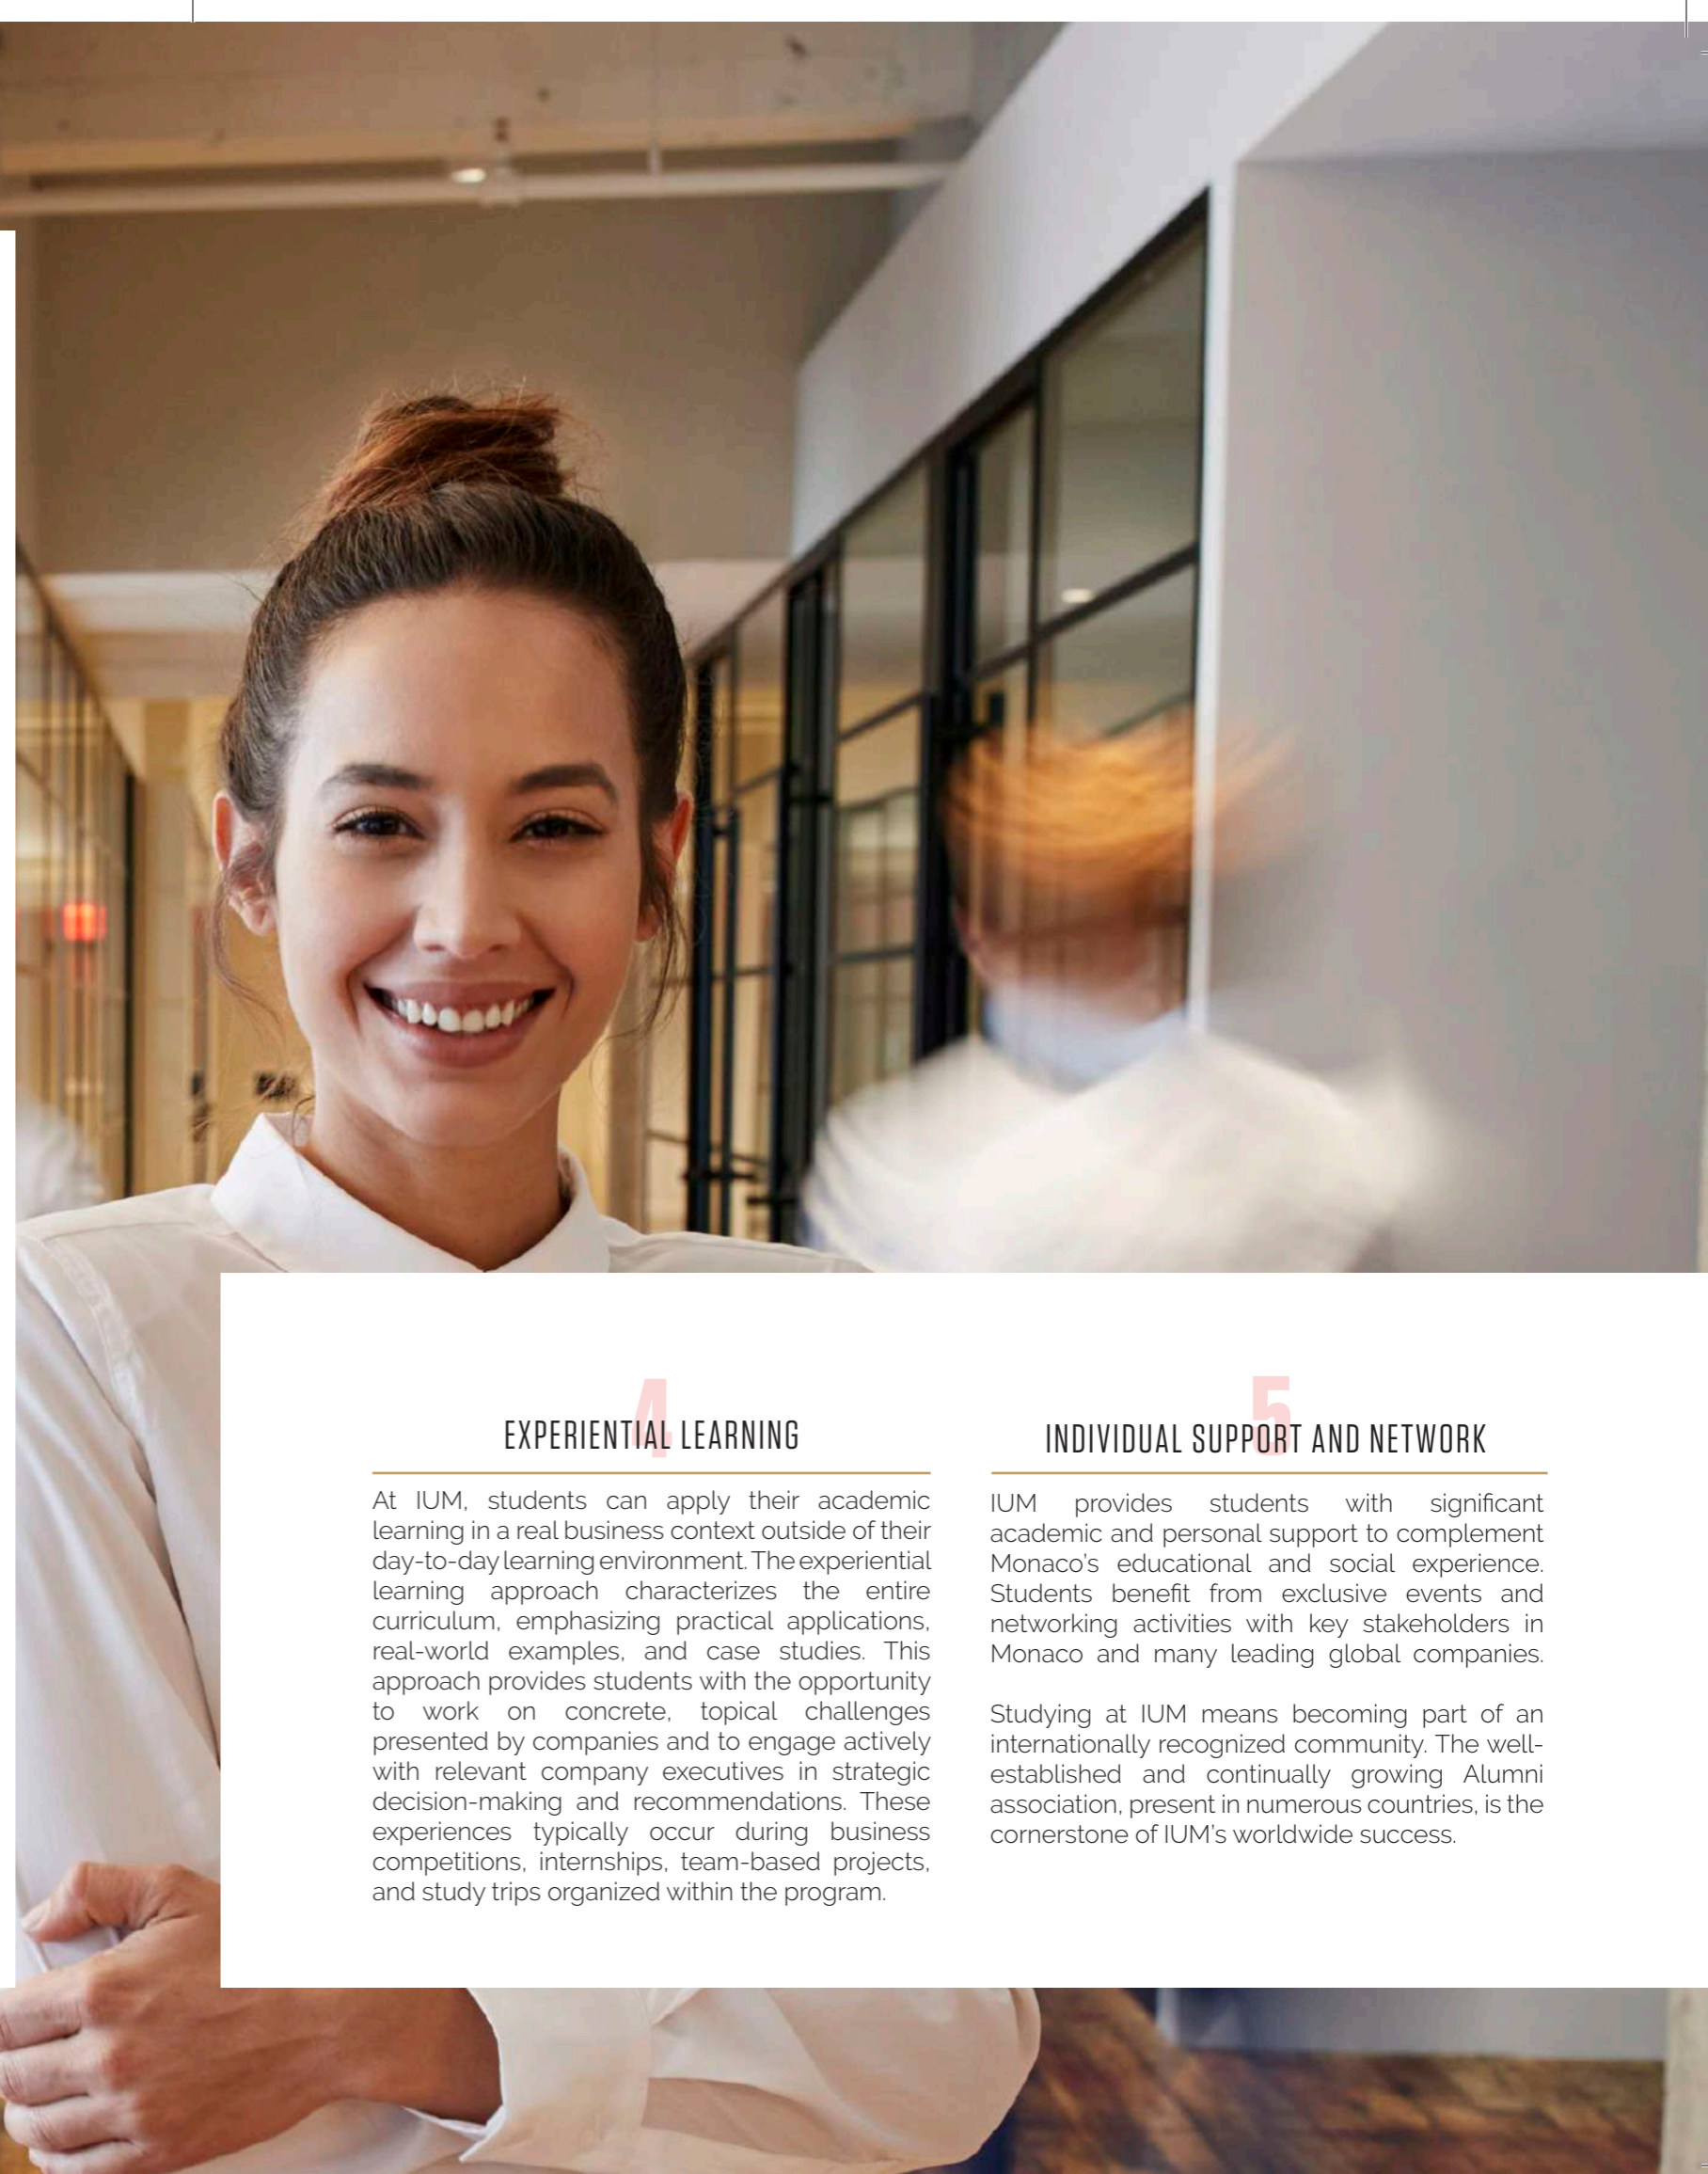 4
EXPERIENTIAL LEARNING
At IUM, students can apply their academic
learning in a real business context outside of their
day-to-day learning environment. The experiential
learning approach characterizes the entire
curriculum, emphasizing practical applications,
real-world examples, and case studies. This
approach provides students with the opportunity
to work on concrete, topical challenges
presented by companies and to engage actively
with relevant company executives in strategic
decision-making and recommendations. These
experiences typically occur during business
competitions, internships, team-based projects,
and study trips organized within the program.
5
INDIVIDUAL SUPPORT AND NETWORK
IUM provides students with significant
academic and personal support to complement
Monaco's educational and social experience.
Students benefit from exclusive events and
networking activities with key stakeholders in
Monaco and many leading global companies.
Studying at IUM means becoming part of an
internationally recognized community. The well-
established and continually growing Alumni
association, present in numerous countries, is the
cornerstone of IUM's worldwide success.